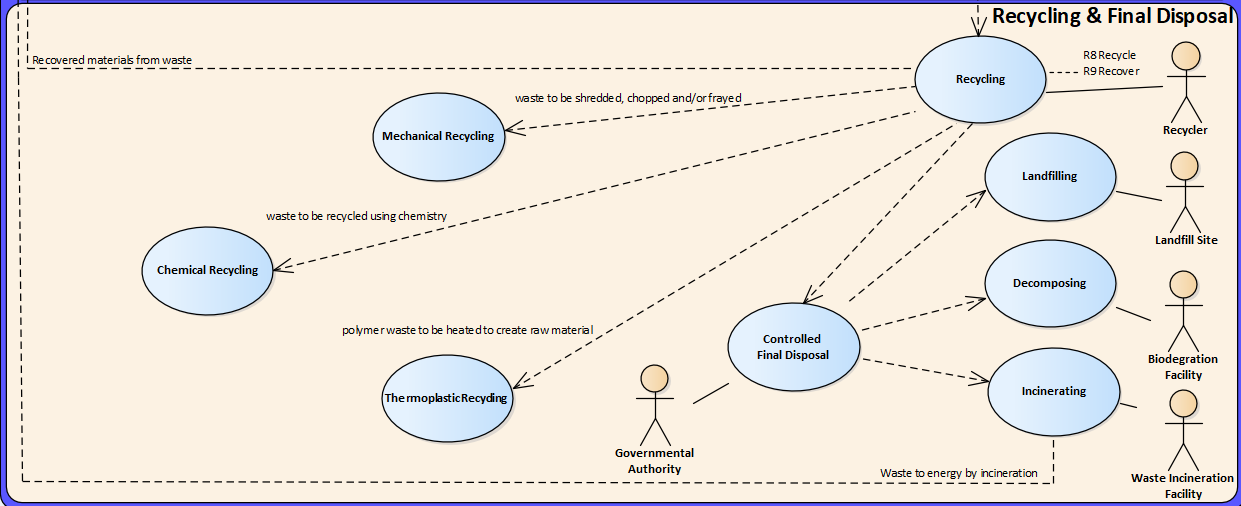 Recycling & Final Disposal
Recovered materials from waste
Recycling
R8 Recycle
R9 Recover
Recycler
waste to be shredded, chopped and/or frayed
Mechanical Recycling
Landfilling
Landfill Site
waste to be recycled using chemistry
Chemical Recycling
Decomposing
Biodegration
Facility
polymer waste to be heated to create raw material
Controlled
Final Disposal
Thermoplastic Recycling
Incinerating
Governmental
Authority
Waste to energy by incineration
Waste Incineration
Facility